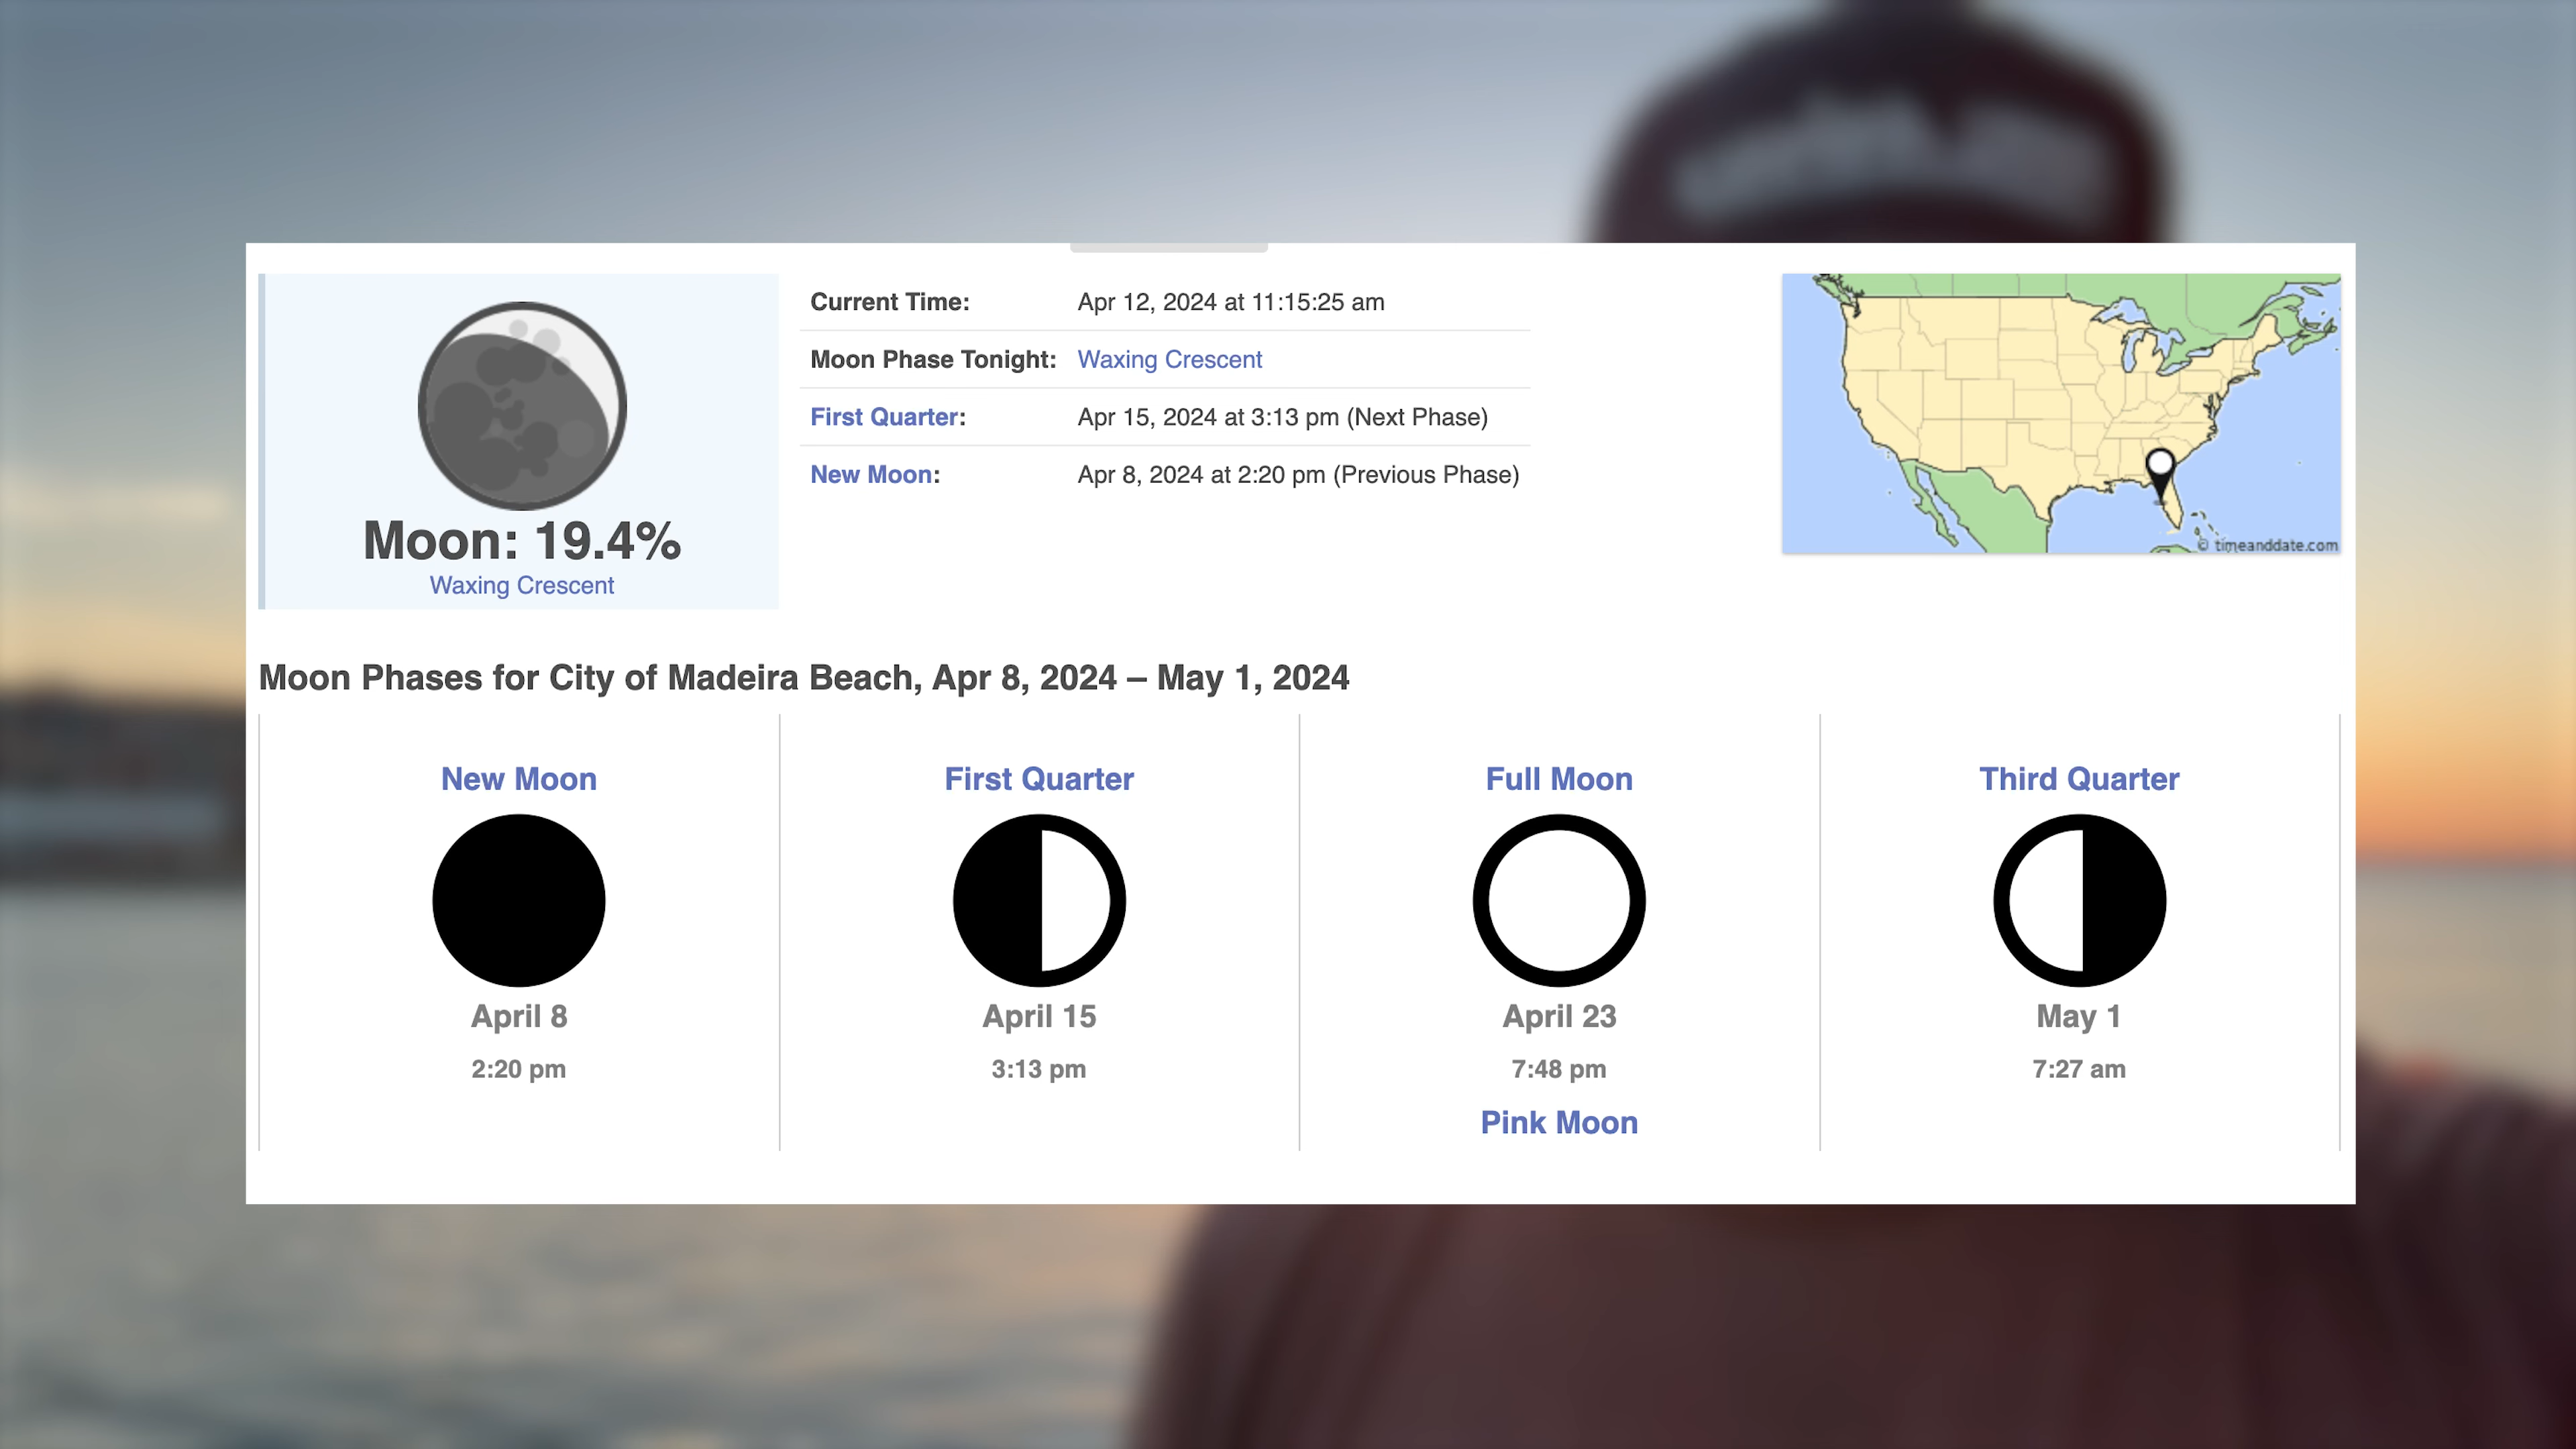 Moon: 19.4%
Waxing Crescent
Current Time: Apr 12, 2024 at 11:15:25 am
Moon Phase Tonight: Waxing Crescent
First Quarter: Apr 15, 2024 at 3:13 pm (Next Phase)
New Moon: Apr 8, 2024 at 2:20 pm (Previous Phase)
© timeanddate.com
Moon Phases for City of Madeira Beach, Apr 8, 2024 – May 1, 2024
New Moon
April 8
2:20 pm
First Quarter
April 15
3:13 pm
Full Moon
April 23
7:48 pm
Pink Moon
Third Quarter
May 1
7:27 am